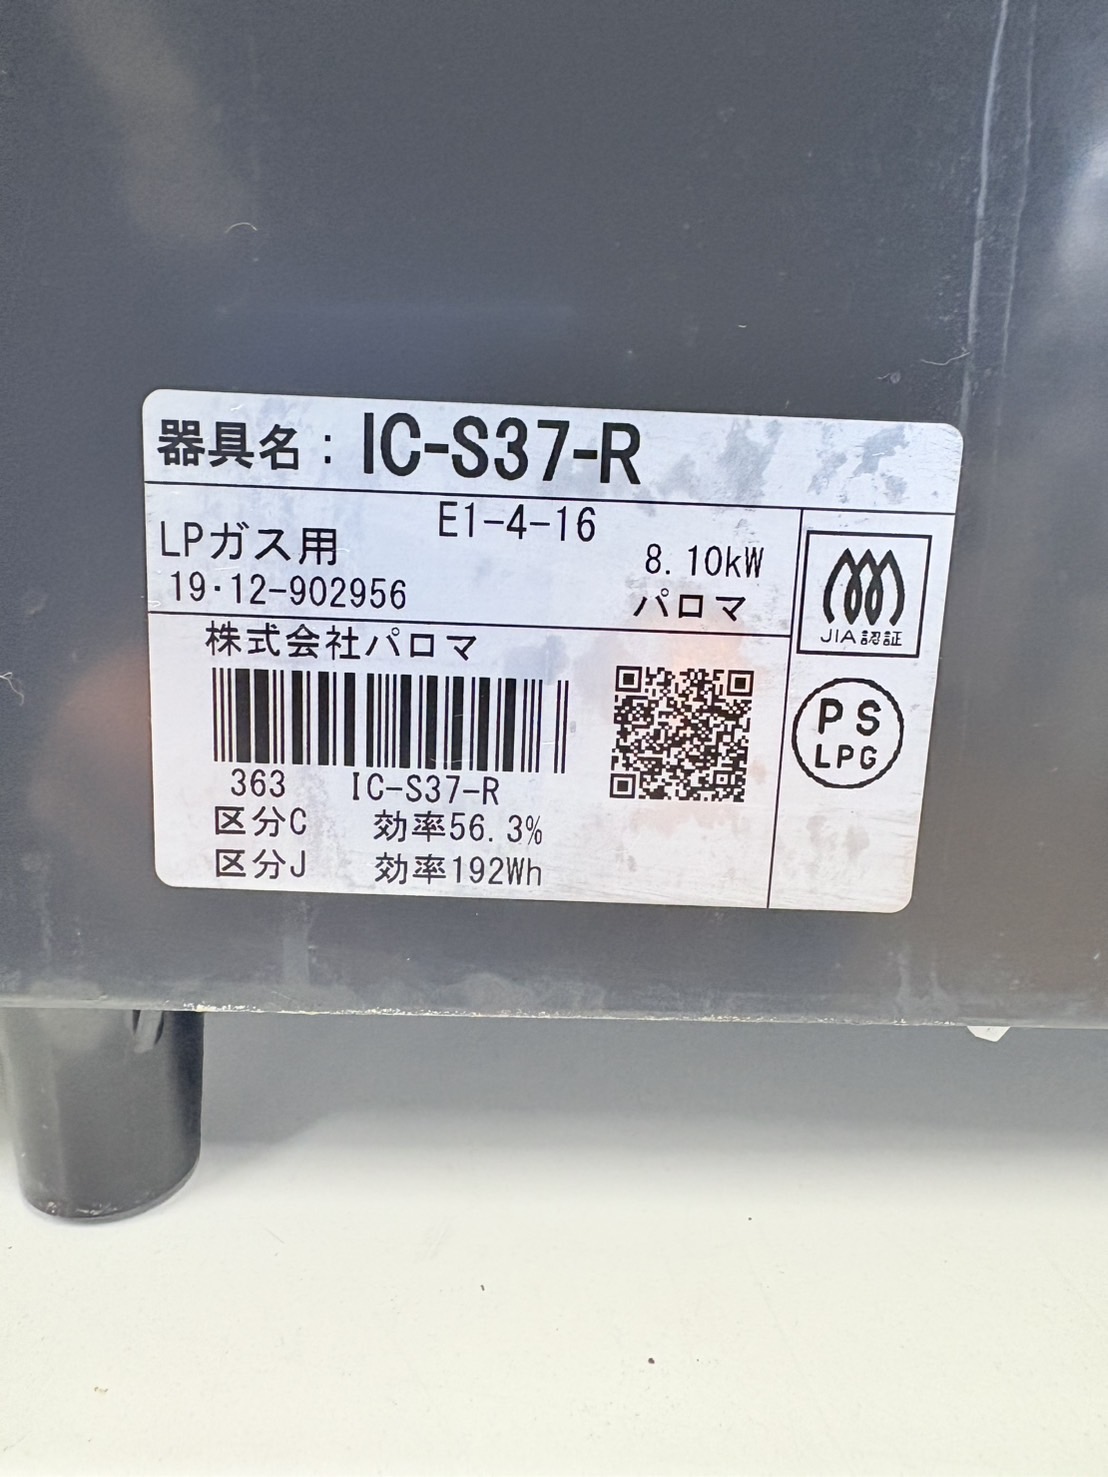 器具名：IC-S37-R
E1-4-16
LPガス用
8.10kW
19・12-902956
パロマ
株式会社パロマ
363 IC-S37-R
区分C 効率56.3%
区分J 効率192Wh
JIA認証
PS
LPG